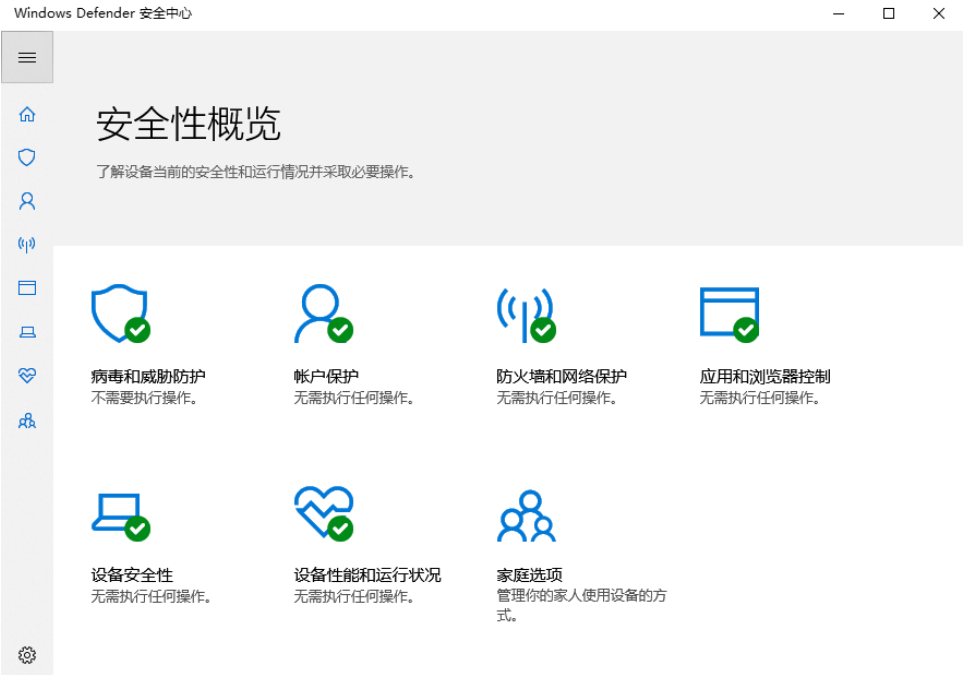 Windows Defender 安全中心
安全性概览
了解设备当前的安全性和运行情况并采取必要操作。
病毒和威胁防护
不需要执行操作。
帐户保护
无需执行任何操作。
防火墙和网络保护
无需执行任何操作。
应用和浏览器控制
无需执行任何操作。
设备安全性
无需执行任何操作。
设备性能和运行状况
无需执行任何操作。
家庭选项
管理你的家人使用设备的方
式。